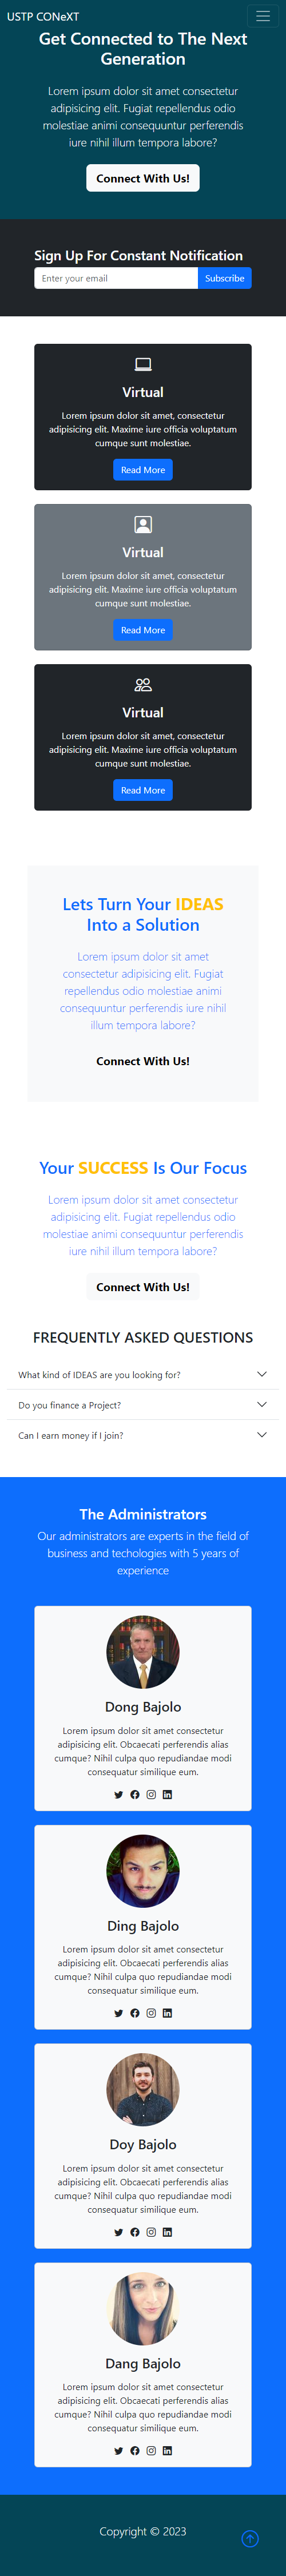 USTP CONeXT
Get Connected to The Next
Generation
Lorem ipsum dolor sit amet consectetur
adipisicing elit. Fugiat repellendus odio
molestiae animi consequuntur perferendis
iure nihil illum tempora labore?
Connect With Us!
Sign Up For Constant Notification
Enter your email
Subscribe
Virtual
Lorem ipsum dolor sit amet, consectetur
adipisicing elit. Maxime iure officia voluptatum
cumque sunt molestiae.
Read More
Virtual
Lorem ipsum dolor sit amet, consectetur
adipisicing elit. Maxime iure officia voluptatum
cumque sunt molestiae.
Read More
Virtual
Lorem ipsum dolor sit amet, consectetur
adipisicing elit. Maxime iure officia voluptatum
cumque sunt molestiae.
Read More
Lets Turn Your IDEAS
Into a Solution
Lorem ipsum dolor sit amet
consectetur adipisicing elit. Fugiat
repellendus odio molestiae animi
consequuntur perferendis iure nihil
illum tempora labore?
Connect With Us!
Your SUCCESS Is Our Focus
Lorem ipsum dolor sit amet consectetur
adipisicing elit. Fugiat repellendus odio
molestiae animi consequuntur perferendis
iure nihil illum tempora labore?
Connect With Us!
FREQUENTLY ASKED QUESTIONS
What kind of IDEAS are you looking for?
Do you finance a Project?
Can I earn money if I join?
The Administrators
Our administrators are experts in the field of
business and techologies with 5 years of
experience
Dong Bajolo
Lorem ipsum dolor sit amet consectetur
adipisicing elit. Obcaecati perferendis alias
cumque? Nihil culpa quo repudiandae modi
consequatur similique eum.
Ding Bajolo
Lorem ipsum dolor sit amet consectetur
adipisicing elit. Obcaecati perferendis alias
cumque? Nihil culpa quo repudiandae modi
consequatur similique eum.
Doy Bajolo
Lorem ipsum dolor sit amet consectetur
adipisicing elit. Obcaecati perferendis alias
cumque? Nihil culpa quo repudiandae modi
consequatur similique eum.
Dang Bajolo
Lorem ipsum dolor sit amet consectetur
adipisicing elit. Obcaecati perferendis alias
cumque? Nihil culpa quo repudiandae modi
consequatur similique eum.
Copyright © 2023